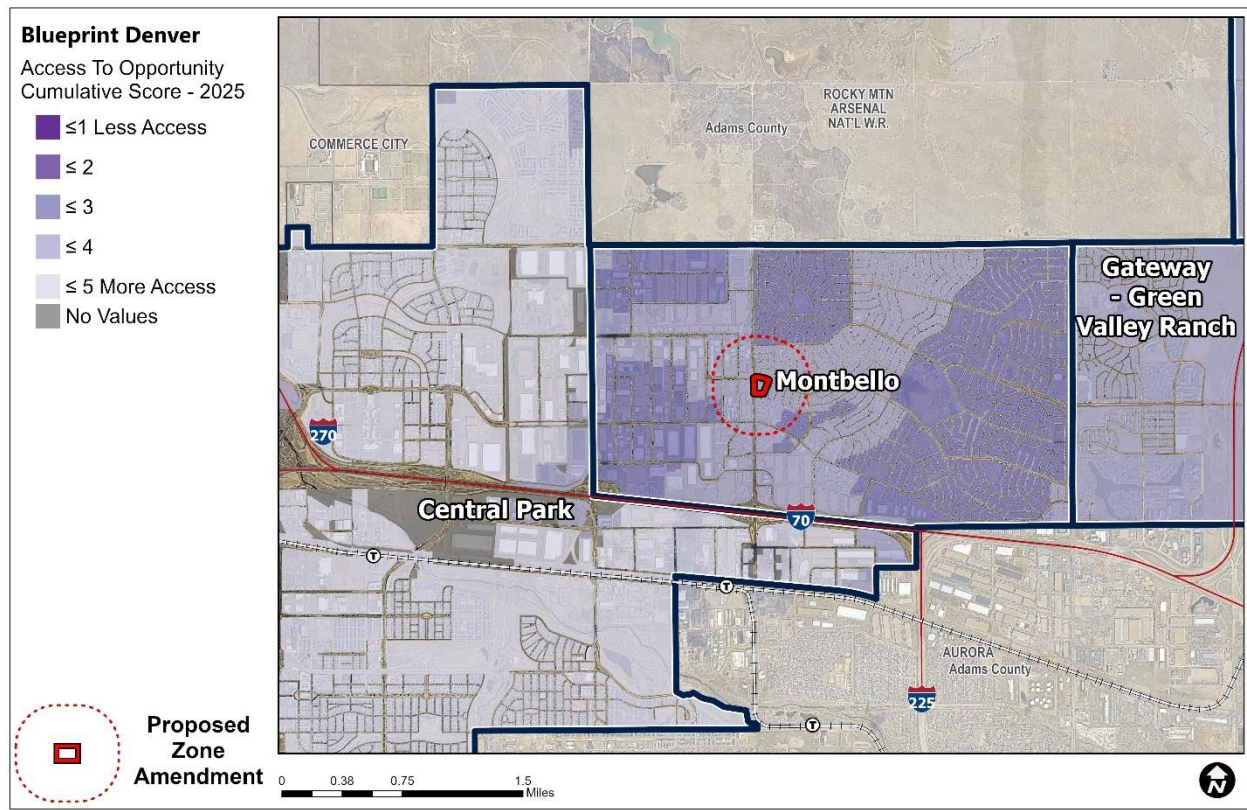 Blueprint Denver
Access To Opportunity
Cumulative Score - 2025
≤1 Less Access
≤ 2
≤ 3
≤ 4
≤ 5 More Access
No Values
COMMERCE CITY
Adams County
ROCKY MTN
ARSENAL
NAT'L W.R.
Gateway
- Green
Valley Ranch
Montbello
270
Central Park
70
T
T
AURORA
Adams County
225
T
Proposed
Zone
Amendment
0 0.38 0.75 1.5
Miles
N